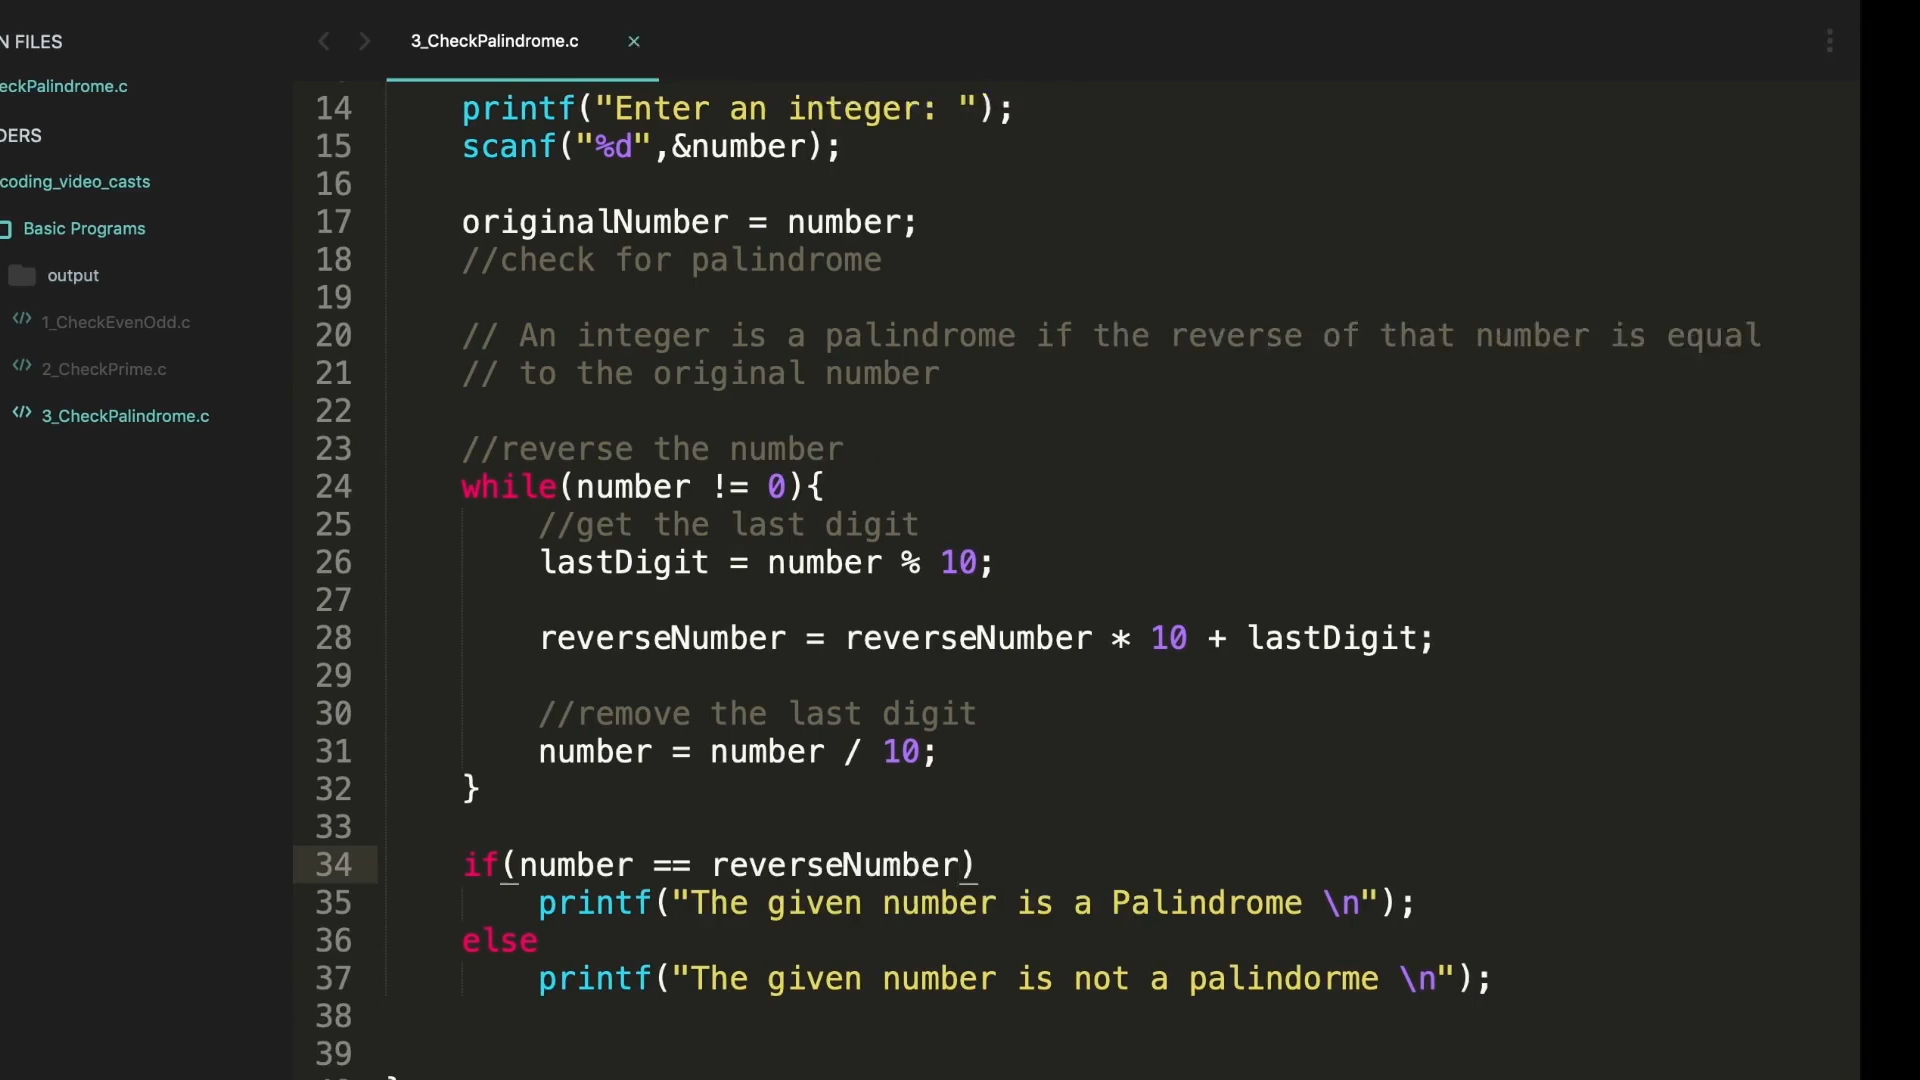 N FILES
eckPalindrome.c
DERS
coding_video_casts
Basic Programs
output
</> 1_CheckEvenOdd.c
</> 2_CheckPrime.c
</> 3_CheckPalindrome.c
3_CheckPalindrome.c ×
14 printf("Enter an integer: ");
15 scanf("%d",&number);
16
17 originalNumber = number;
18 //check for palindrome
19
20 // An integer is a palindrome if the reverse of that number is equal
21 // to the original number
22
23 //reverse the number
24 while(number != 0){
25 //get the last digit
26 lastDigit = number % 10;
27
28 reverseNumber = reverseNumber * 10 + lastDigit;
29
30 //remove the last digit
31 number = number / 10;
32 }
33
34 if(number == reverseNumber)
35 printf("The given number is a Palindrome \n");
36 else
37 printf("The given number is not a palindorme \n");
38
39